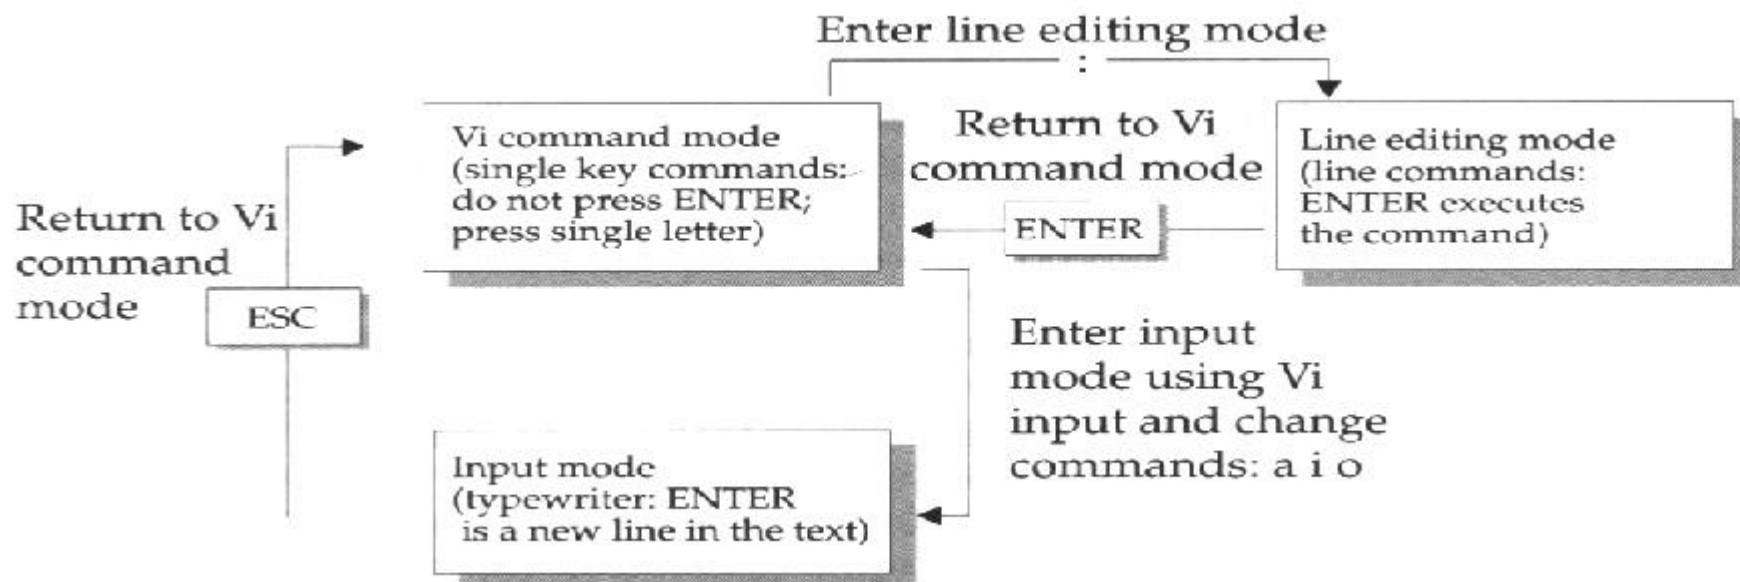 Enter line editing mode
:
Vi command mode
(single key commands:
do not press ENTER;
press single letter)
Return to Vi
command mode
ENTER
Line editing mode
(line commands:
ENTER executes
the command)
Return to Vi
command
mode
ESC
Enter input
mode using Vi
input and change
commands: a i o
Input mode
(typewriter: ENTER
is a new line in the text)